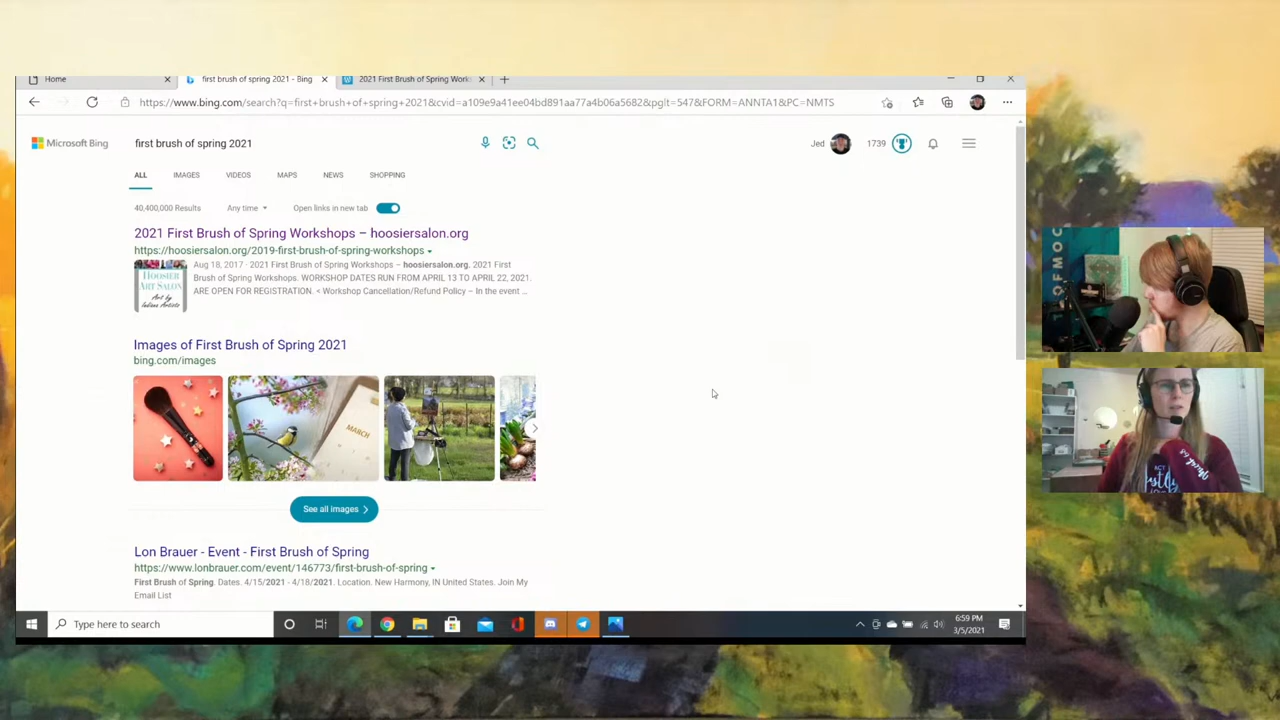 Home
first brush of spring 2021 - Bing
2021 First Brush of Spring Work
https://www.bing.com/search?q=first+brush+of+spring+2021&cvid=a109e9a41ee04bd891aa77a4b06a5682&pglt=547&FORM=ANNTA1&PC=NMTS
Microsoft Bing
first brush of spring 2021
Jed
1739
ALL
IMAGES
VIDEOS
MAPS
NEWS
SHOPPING
40,400,000 Results
Any time
Open links in new tab
2021 First Brush of Spring Workshops – hoosiersalon.org
https://hoosiersalon.org/2019-first-brush-of-spring-workshops
Aug 18, 2017 · 2021 First Brush of Spring Workshops – hoosiersalon.org. 2021 First
Brush of Spring Workshops. WORKSHOP DATES RUN FROM APRIL 13 TO APRIL 22, 2021.
ARE OPEN FOR REGISTRATION. < Workshop Cancellation/Refund Policy – In the event ...
HOOSIER
ART SALON
Art by
Indiana Artists
Images of First Brush of Spring 2021
bing.com/images
MARCH
See all images
Lon Brauer - Event - First Brush of Spring
https://www.lonbrauer.com/event/146773/first-brush-of-spring
First Brush of Spring. Dates. 4/15/2021 - 4/18/2021. Location. New Harmony, IN United States. Join My
Email List
Type here to search
6:59 PM
3/5/2021